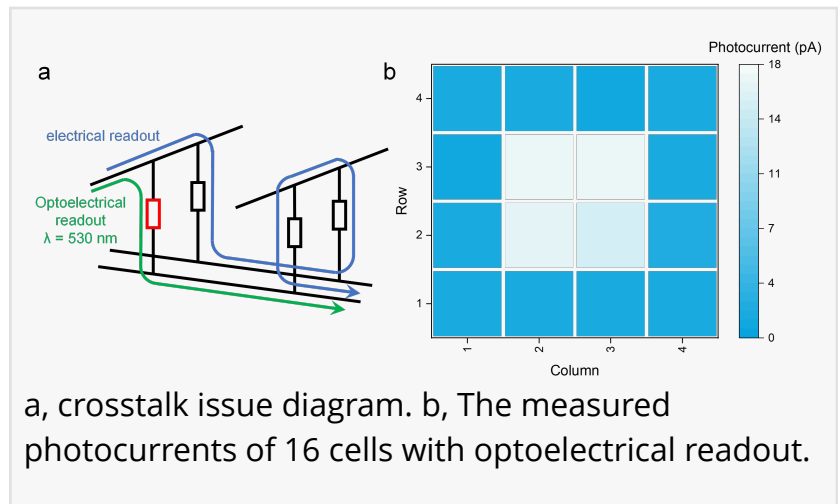 a
electrical readout
Optoelectrical
readout
λ = 530 nm
b
Photocurrent (pA)
18
14
11
7
4
0
Row
4
3
2
1
1
2
3
4
Column
a, crosstalk issue diagram. b, The measured
photocurrents of 16 cells with optoelectrical readout.